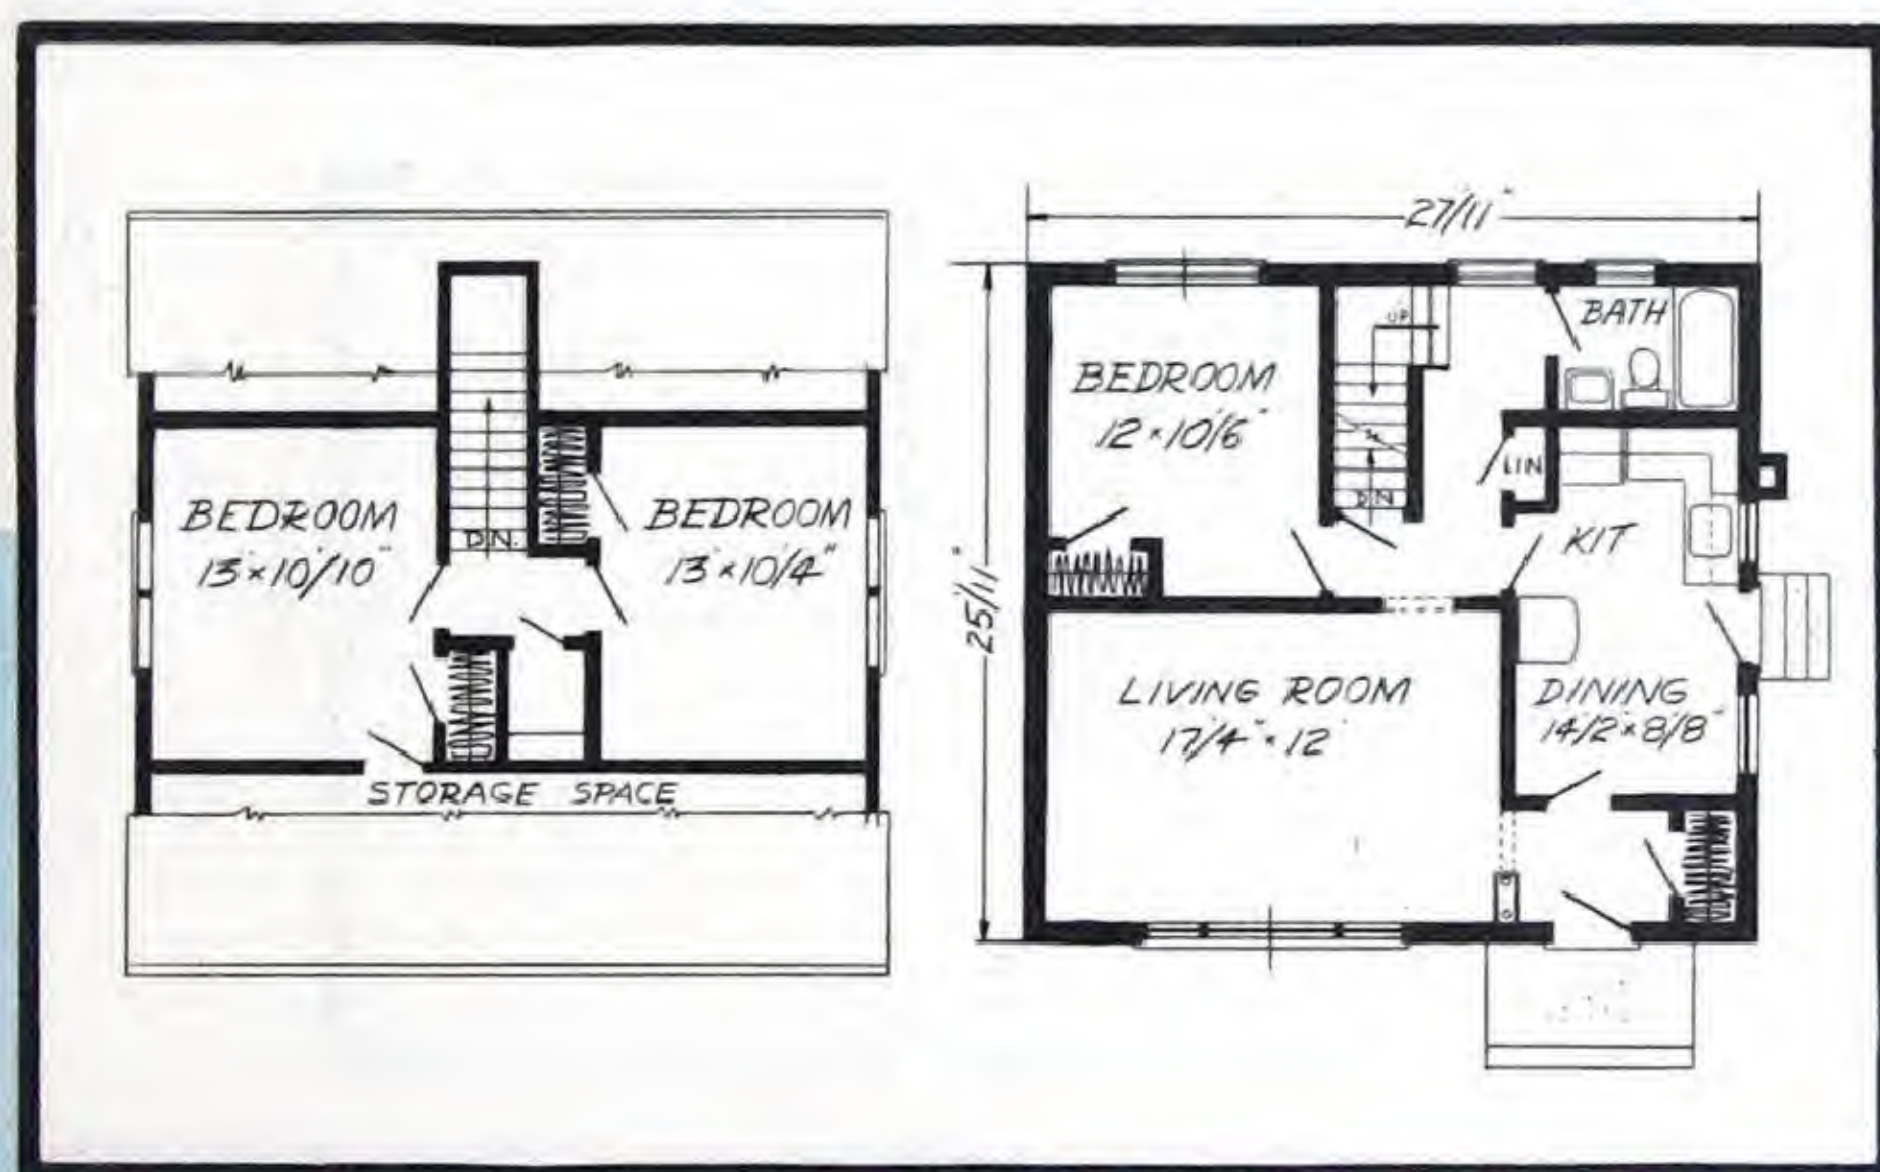 BEDROOM
13'×10'/10"
D.N.
BEDROOM
13'×10'/4"
STORAGE SPACE
27'/11"
25'/11"
BEDROOM
12'×10'/6"
UP
DN
BATH
LIN
KIT
LIVING ROOM
17'/4"×12'
DINING
14'/2"×8'/8"